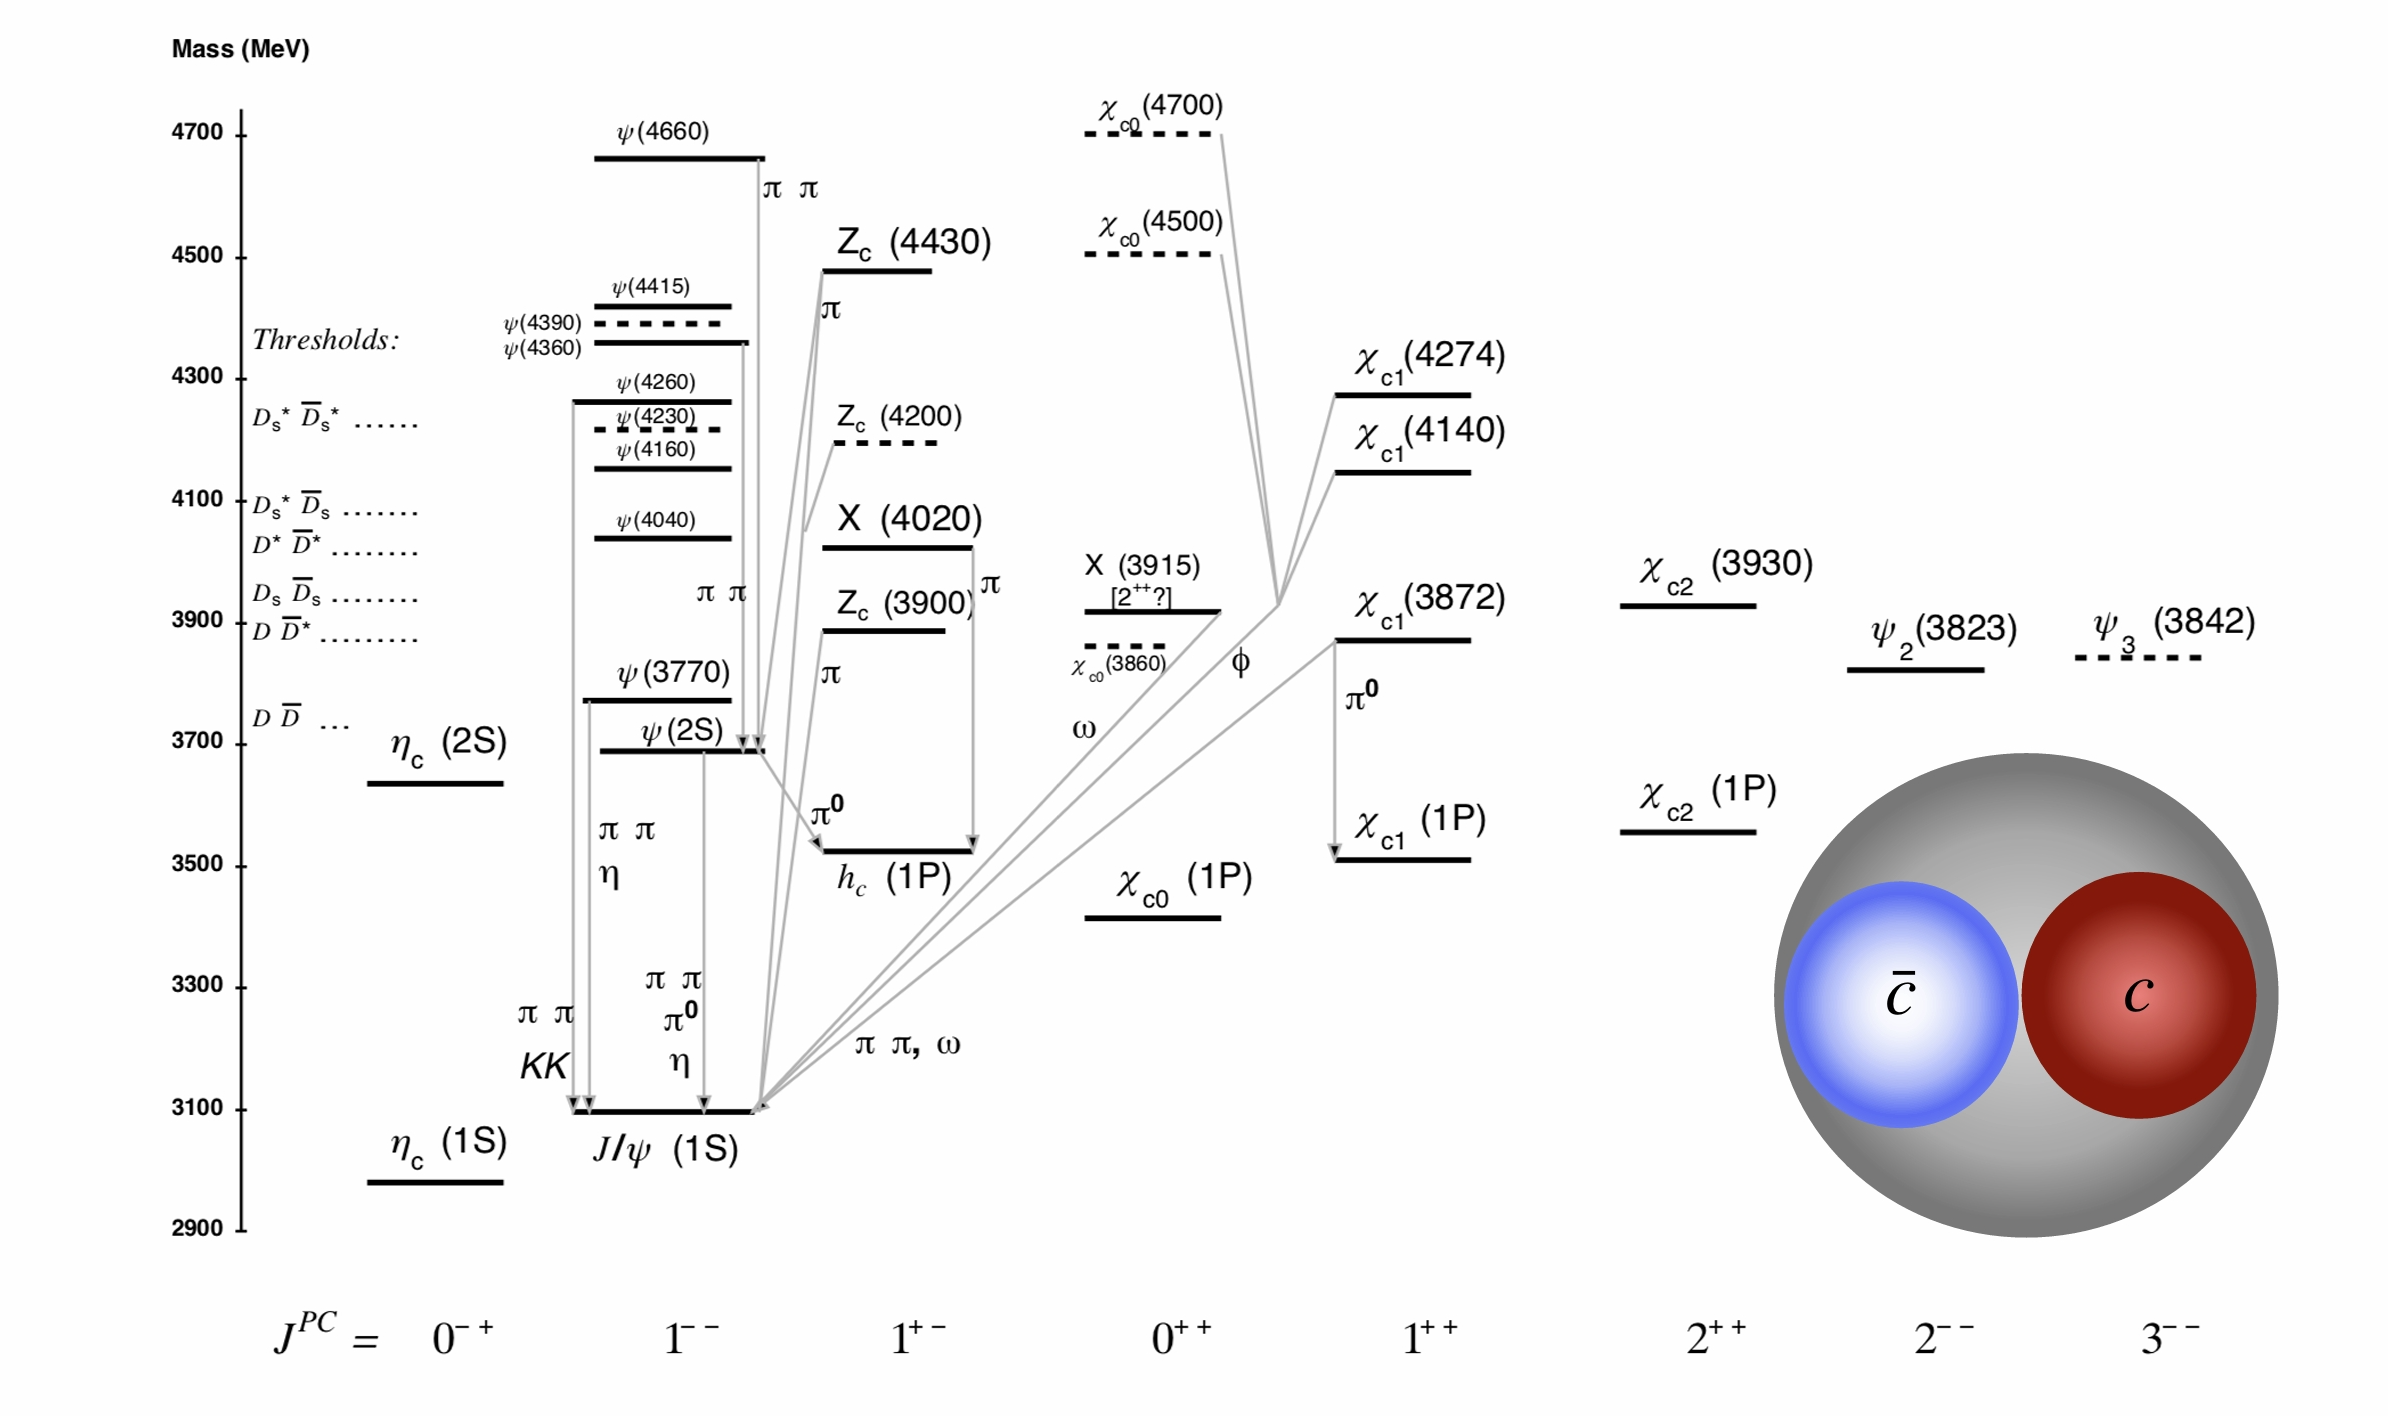 Mass (MeV)
4700
4500
4300
4100
3900
3700
3500
3300
3100
2900
Thresholds:
Ds* D̅s* ......
Ds* D̅s .......
D* D̅* ........
Ds D̅s ........
D D̅* .........
D D̅ ...
ηc (2S)
ηc (1S)
ψ(4660)
π π
ψ(4415)
ψ(4390)
ψ(4360)
ψ(4260)
ψ(4230)
ψ(4160)
ψ(4040)
π π
ψ(3770)
ψ(2S)
π π
η
π π
π0
η
π π
KK
J/ψ (1S)
Zc (4430)
π
Zc (4200)
X (4020)
π
Zc (3900)
π
π0
hc (1P)
π π, ω
χc0(4700)
χc0(4500)
X (3915)
[2++?]
χc0(3860)
ω
ϕ
χc0 (1P)
χc1(4274)
χc1(4140)
χc1(3872)
π0
χc1 (1P)
χc2 (3930)
χc2 (1P)
ψ2(3823)
ψ3 (3842)
c̅
c
JPC = 0-+ 1-- 1+- 0++ 1++ 2++ 2-- 3--